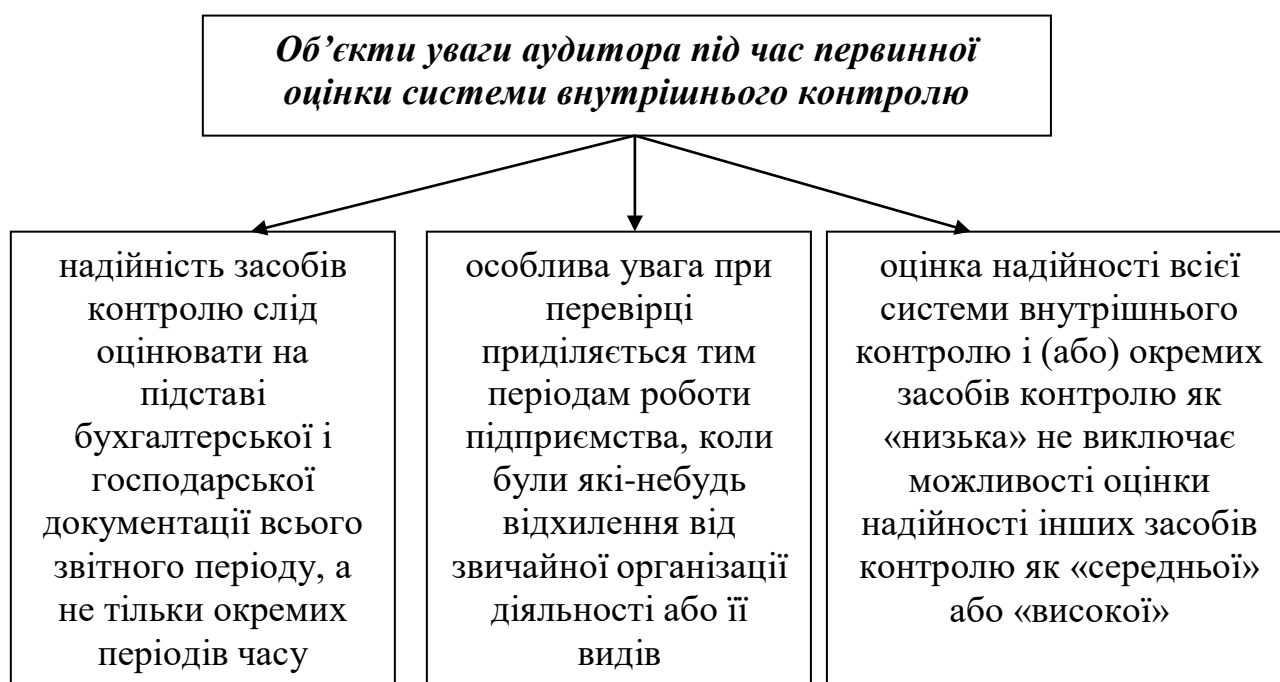 Об’єкти уваги аудитора під час первинної
оцінки системи внутрішнього контролю
надійність засобів
контролю слід
оцінювати на
підставі
бухгалтерської і
господарської
документації всього
звітного періоду, а
не тільки окремих
періодів часу
особлива увага при
перевірці
приділяється тим
періодам роботи
підприємства, коли
були які-небудь
відхилення від
звичайної організації
діяльності або її
видів
оцінка надійності всієї
системи внутрішнього
контролю і (або) окремих
засобів контролю як
«низька» не виключає
можливості оцінки
надійності інших засобів
контролю як «середньої»
або «високої»